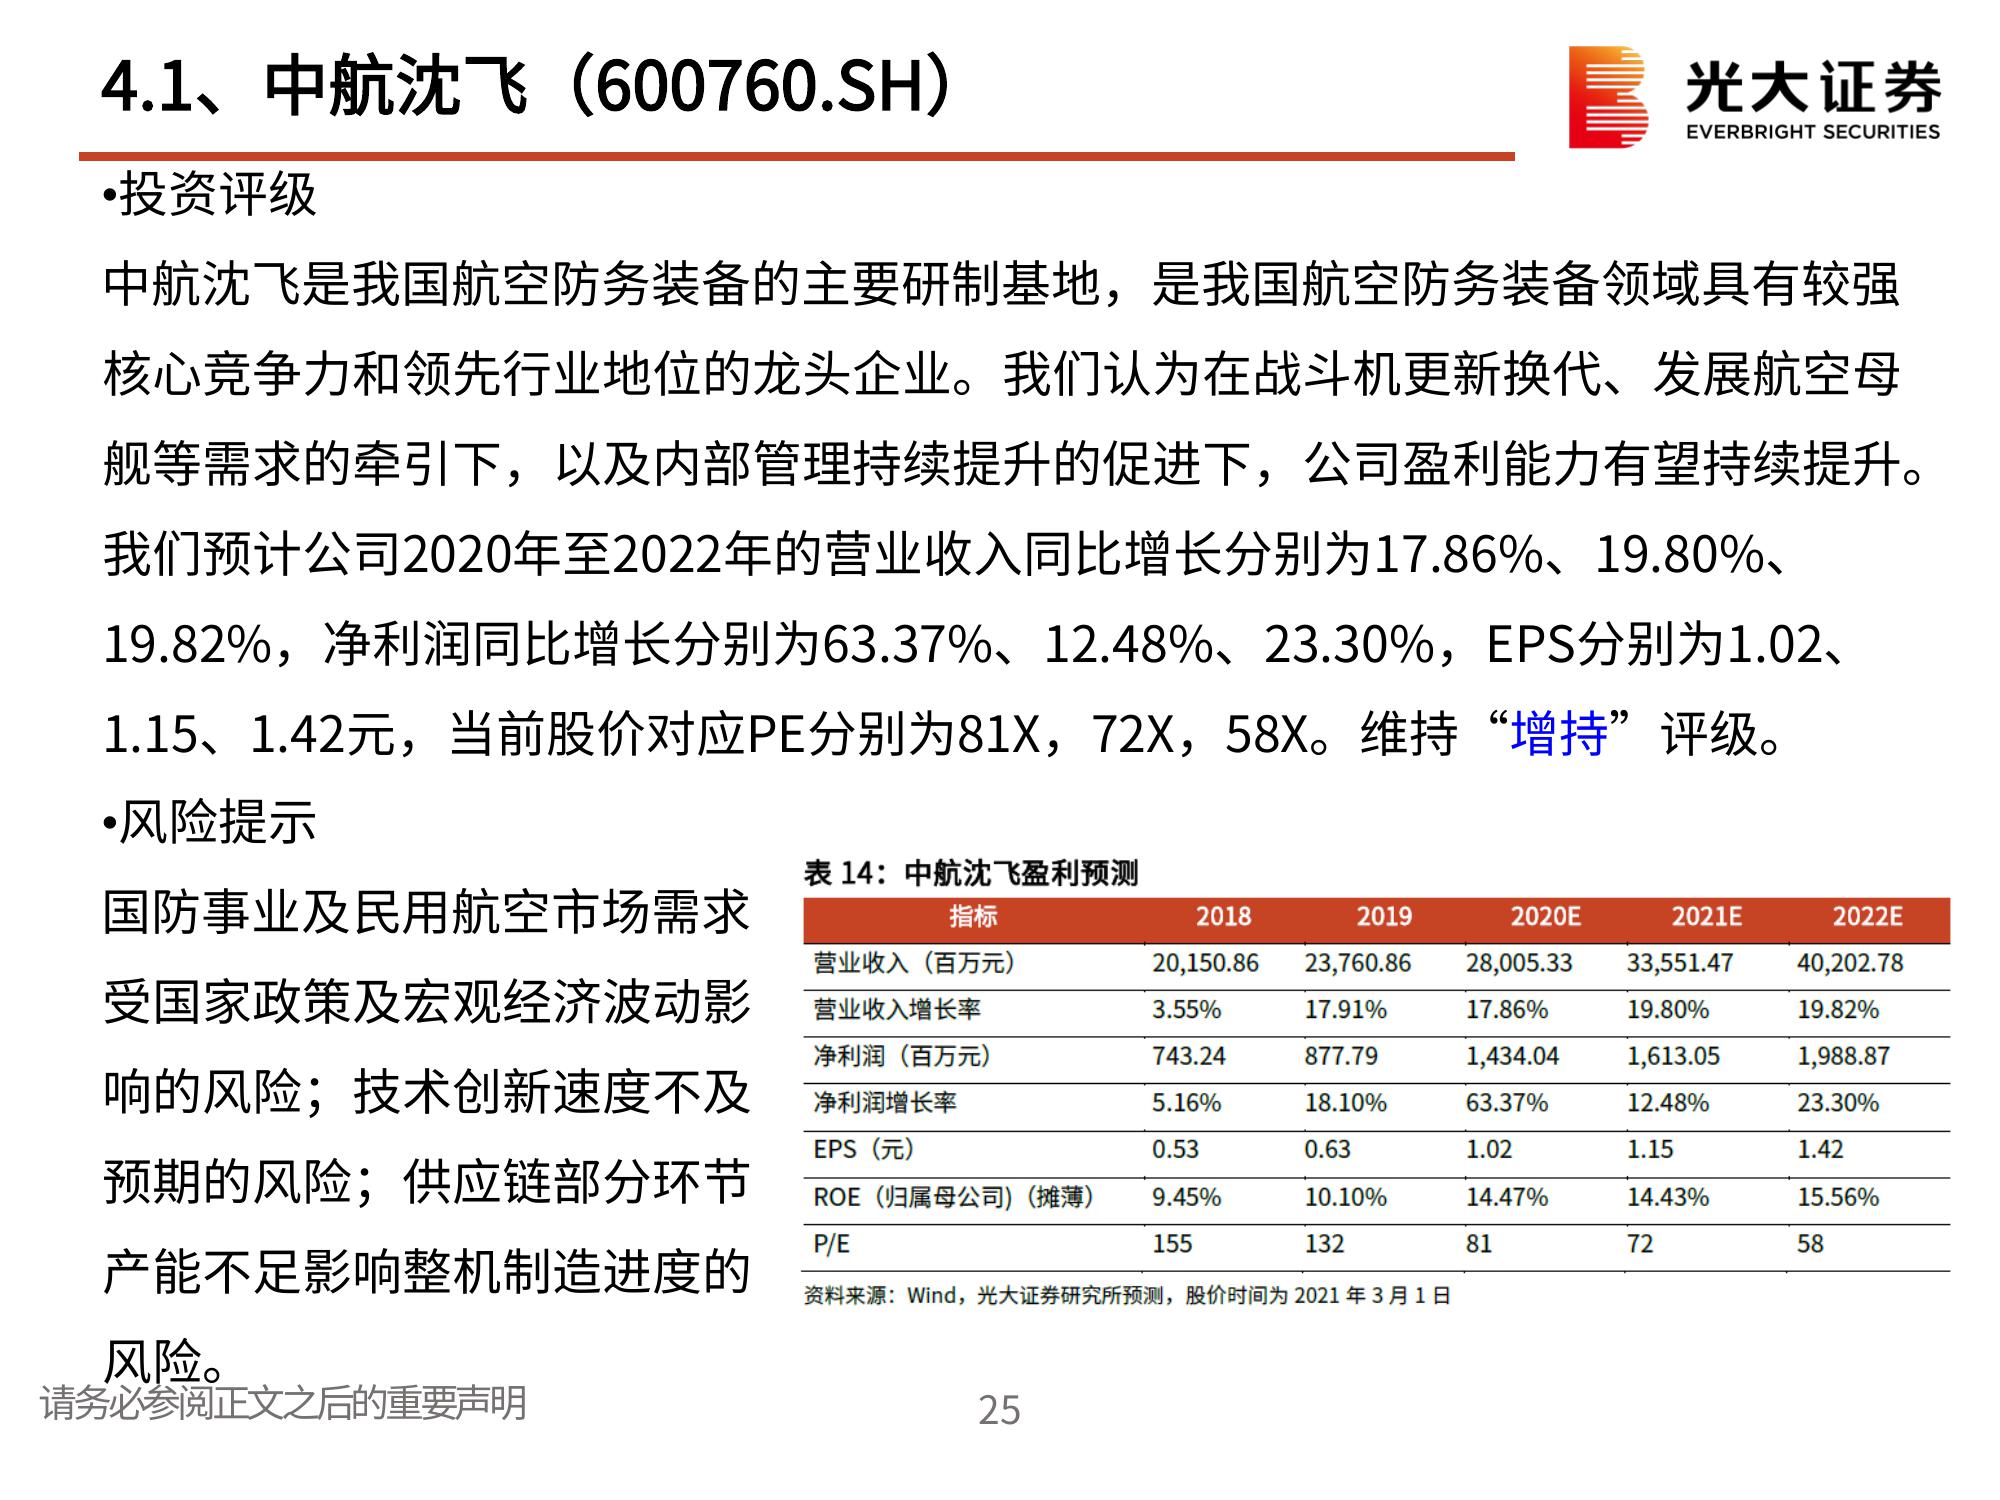 4.1、中航沈飞（600760.SH）
光大证券
EVERBRIGHT SECURITIES
•投资评级
中航沈飞是我国航空防务装备的主要研制基地，是我国航空防务装备领域具有较强
核心竞争力和领先行业地位的龙头企业。我们认为在战斗机更新换代、发展航空母
舰等需求的牵引下，以及内部管理持续提升的促进下，公司盈利能力有望持续提升。
我们预计公司2020年至2022年的营业收入同比增长分别为17.86%、19.80%、
19.82%，净利润同比增长分别为63.37%、12.48%、23.30%，EPS分别为1.02、
1.15、1.42元，当前股价对应PE分别为81X，72X，58X。维持“增持”评级。
•风险提示
国防事业及民用航空市场需求
受国家政策及宏观经济波动影
响的风险；技术创新速度不及
预期的风险；供应链部分环节
产能不足影响整机制造进度的
风险。
表 14：中航沈飞盈利预测
指标 2018 2019 2020E 2021E 2022E
营业收入（百万元） 20,150.86 23,760.86 28,005.33 33,551.47 40,202.78
营业收入增长率 3.55% 17.91% 17.86% 19.80% 19.82%
净利润（百万元） 743.24 877.79 1,434.04 1,613.05 1,988.87
净利润增长率 5.16% 18.10% 63.37% 12.48% 23.30%
EPS（元） 0.53 0.63 1.02 1.15 1.42
ROE（归属母公司)（摊薄） 9.45% 10.10% 14.47% 14.43% 15.56%
P/E 155 132 81 72 58
资料来源：Wind，光大证券研究所预测，股价时间为 2021 年 3 月 1 日
请务必参阅正文之后的重要声明
25